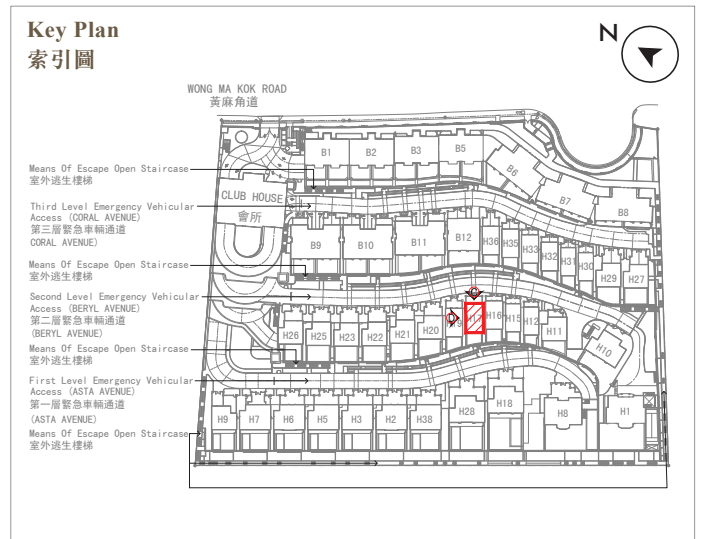 Key Plan
索引圖
N
WONG MA KOK ROAD
黃麻角道
B1
B2
B3
B5
B6
B7
B8
Means Of Escape Open Staircase
室外逃生樓梯
CLUB HOUSE
會所
Third Level Emergency Vehicular
Access (CORAL AVENUE)
第三層緊急車輛通道
CORAL AVENUE)
B9
B10
B11
B12
H36
H35
H33
H32
H31
H30
H29
H27
Means Of Escape Open Staircase
室外逃生樓梯
Second Level Emergency Vehicular
Access (BERYL AVENUE)
第二層緊急車輛通道
(BERYL AVENUE)
H26
H25
H23
H22
H21
H20
H16
H15
H12
H11
H10
Means Of Escape Open Staircase
室外逃生樓梯
First Level Emergency Vehicular
Access (ASTA AVENUE)
第一層緊急車輛通道
(ASTA AVENUE)
H9
H7
H6
H5
H3
H2
H38
H28
H18
H8
H1
Means Of Escape Open Staircase
室外逃生樓梯